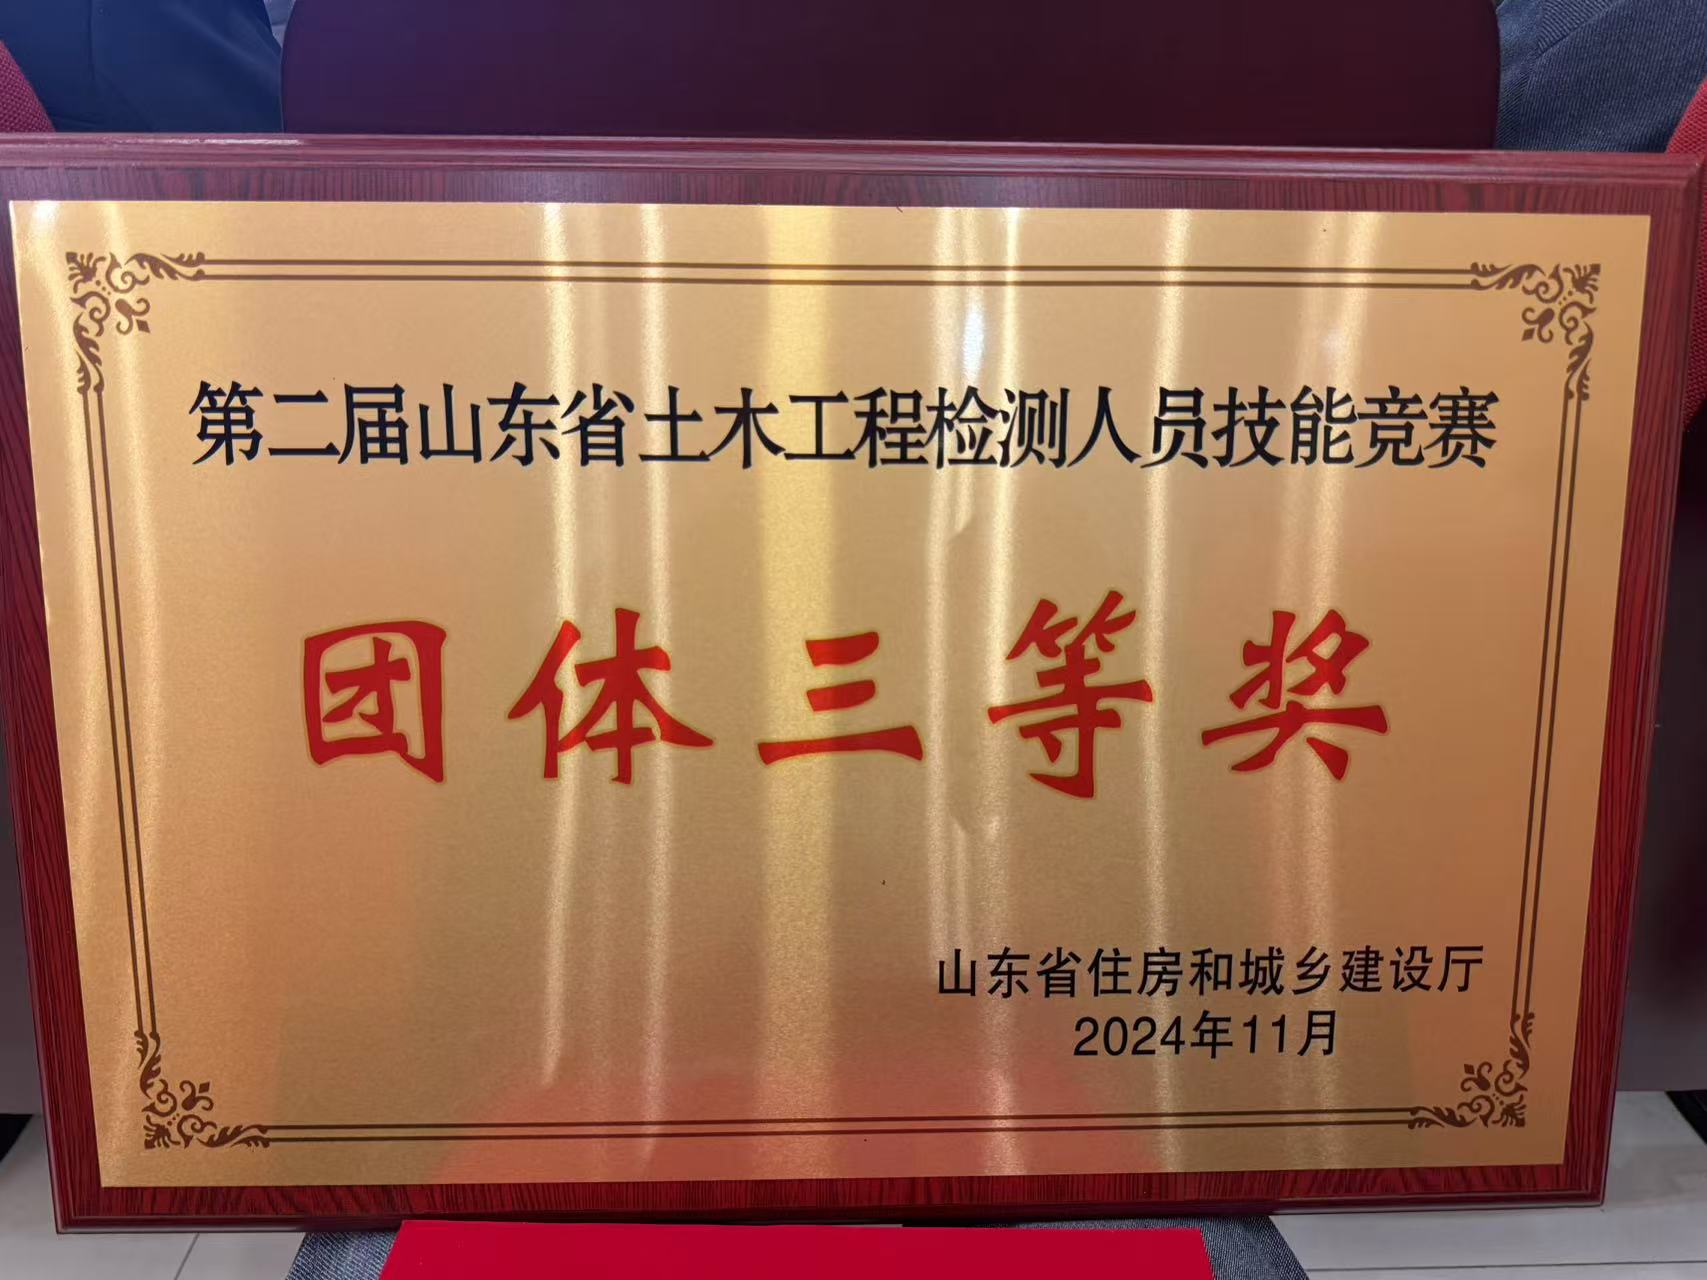 第二届山东省土木工程检测人员技能竞赛
团体三等奖
山东省住房和城乡建设厅
2024年11月